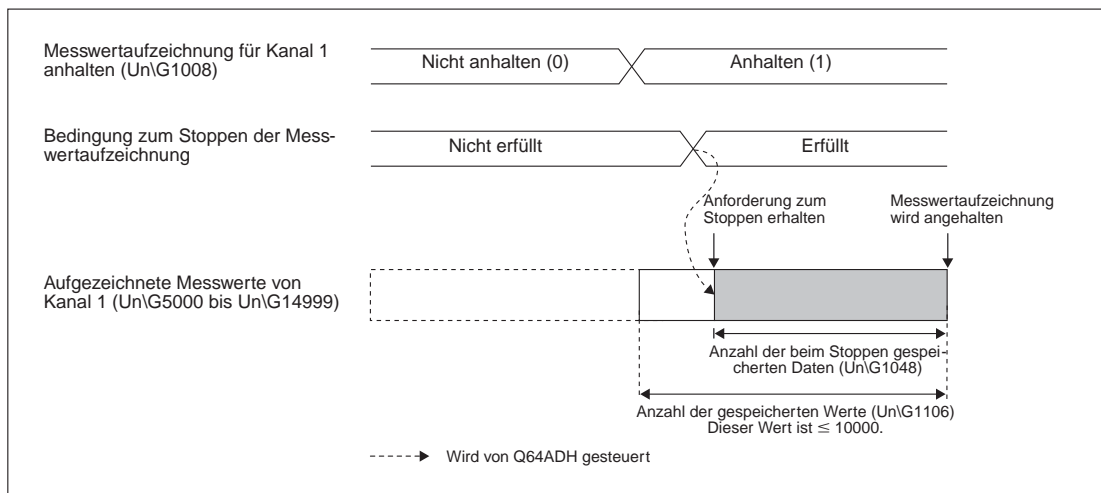 Messwertaufzeichnung für Kanal 1
anhalten (Un\G1008)
Nicht anhalten (0)
Anhalten (1)
Bedingung zum Stoppen der Mess-
wertaufzeichnung
Nicht erfüllt
Erfüllt
Anforderung zum
Stoppen erhalten
Messwertaufzeichnung
wird angehalten
Aufgezeichnete Messwerte von
Kanal 1 (Un\G5000 bis Un\G14999)
Anzahl der beim Stoppen gespei-
cherten Daten (Un\G1048)
Anzahl der gespeicherten Werte (Un\G1106)
Dieser Wert ist ≤ 10000.
Wird von Q64ADH gesteuert